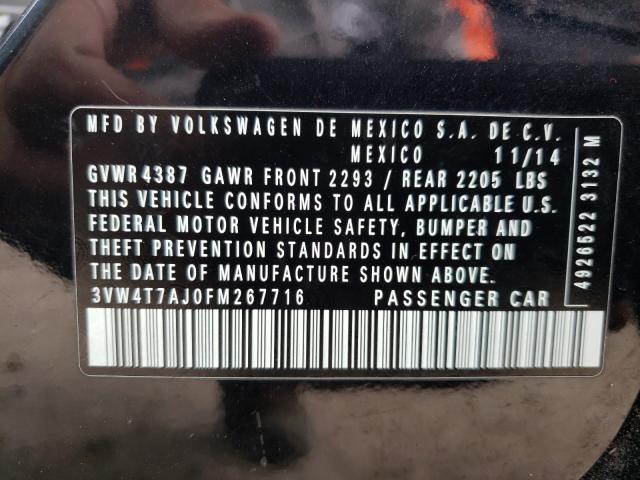 MFD BY VOLKSWAGEN DE MEXICO S.A. DE C.V.
MEXICO 11/14
GVWR 4387 GAWR FRONT 2293 / REAR 2205 LBS
THIS VEHICLE CONFORMS TO ALL APPLICABLE U.S.
FEDERAL MOTOR VEHICLE SAFETY, BUMPER AND
THEFT PREVENTION STANDARDS IN EFFECT ON
THE DATE OF MANUFACTURE SHOWN ABOVE.
3VW4T7AJ0FM267716 PASSENGER CAR
4926522 3132 M